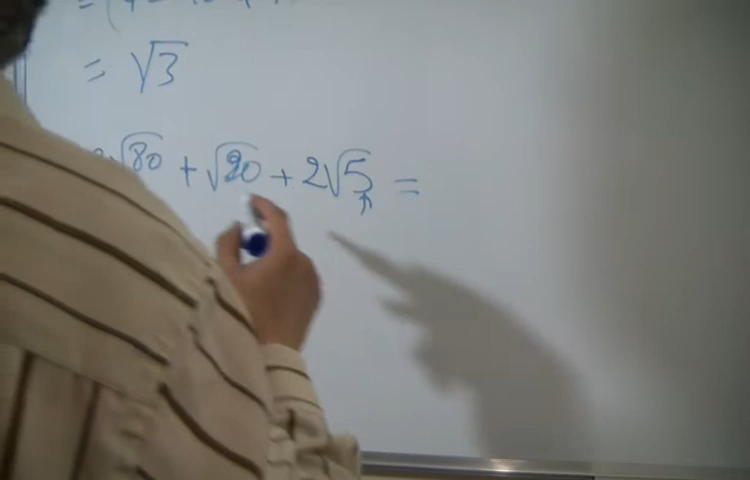 = √3
√80 + √20 + 2√5 =